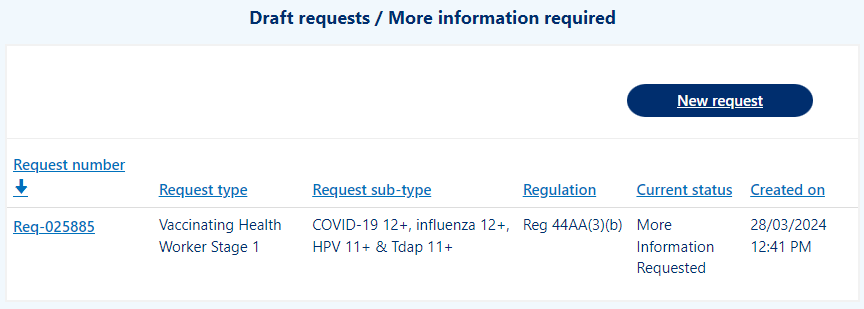 Draft requests / More information required
New request
Request number
Request type Request sub-type Regulation Current status Created on
Req-025885 Vaccinating Health COVID-19 12+, influenza 12+, Reg 44AA(3)(b) More 28/03/2024
Worker Stage 1 HPV 11+ & Tdap 11+ Information 12:41 PM
Requested